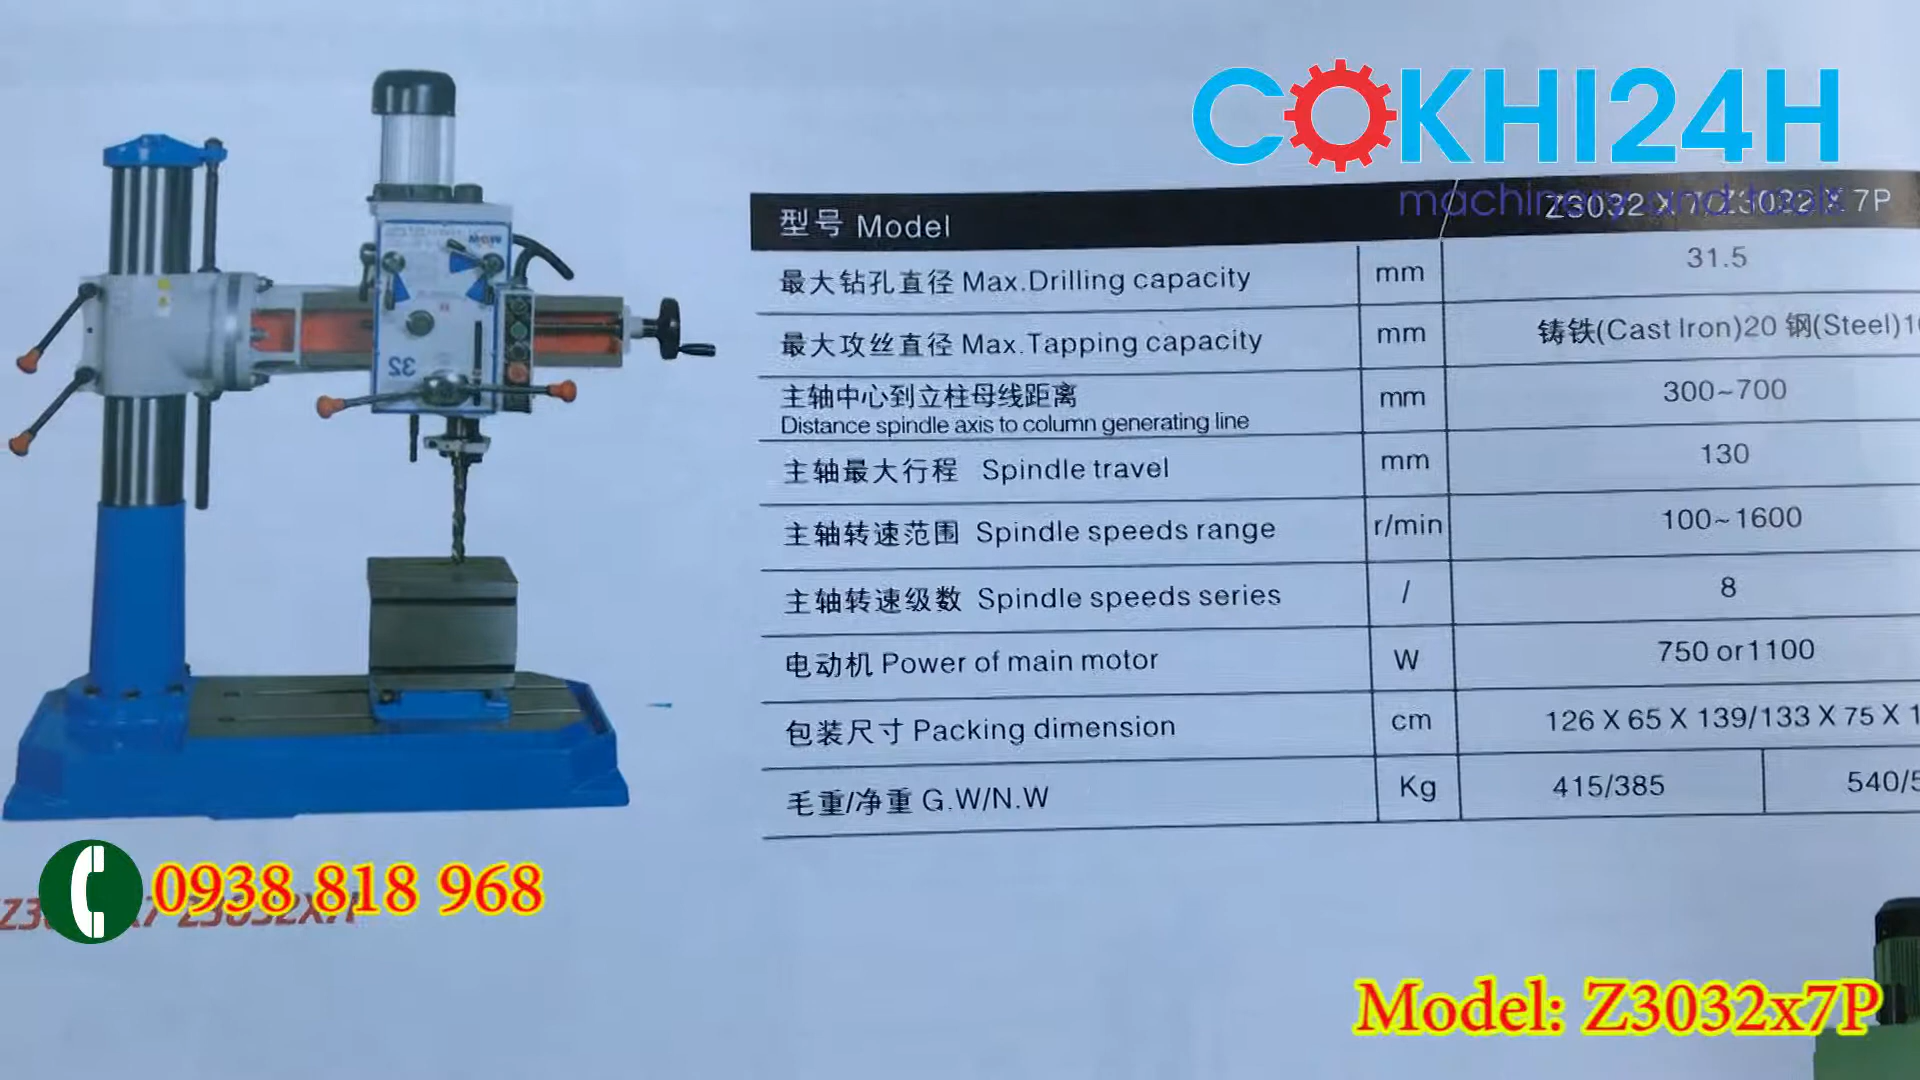 COKHI24H
machinery and tools
型号 Model Z3032 X 7/Z3032 X 7P
最大钻孔直径 Max.Drilling capacity mm 31.5
最大攻丝直径 Max.Tapping capacity mm 铸铁(Cast Iron)20 钢(Steel)1
主轴中心到立柱母线距离 mm 300~700
Distance spindle axis to column generating line
主轴最大行程 Spindle travel mm 130
主轴转速范围 Spindle speeds range r/min 100~1600
主轴转速级数 Spindle speeds series / 8
电动机 Power of main motor W 750 or1100
包装尺寸 Packing dimension cm 126 X 65 X 139/133 X 75 X 1
毛重/净重 G.W/N.W Kg 415/385 540/5
32
0938 818 968
Model: Z3032x7P